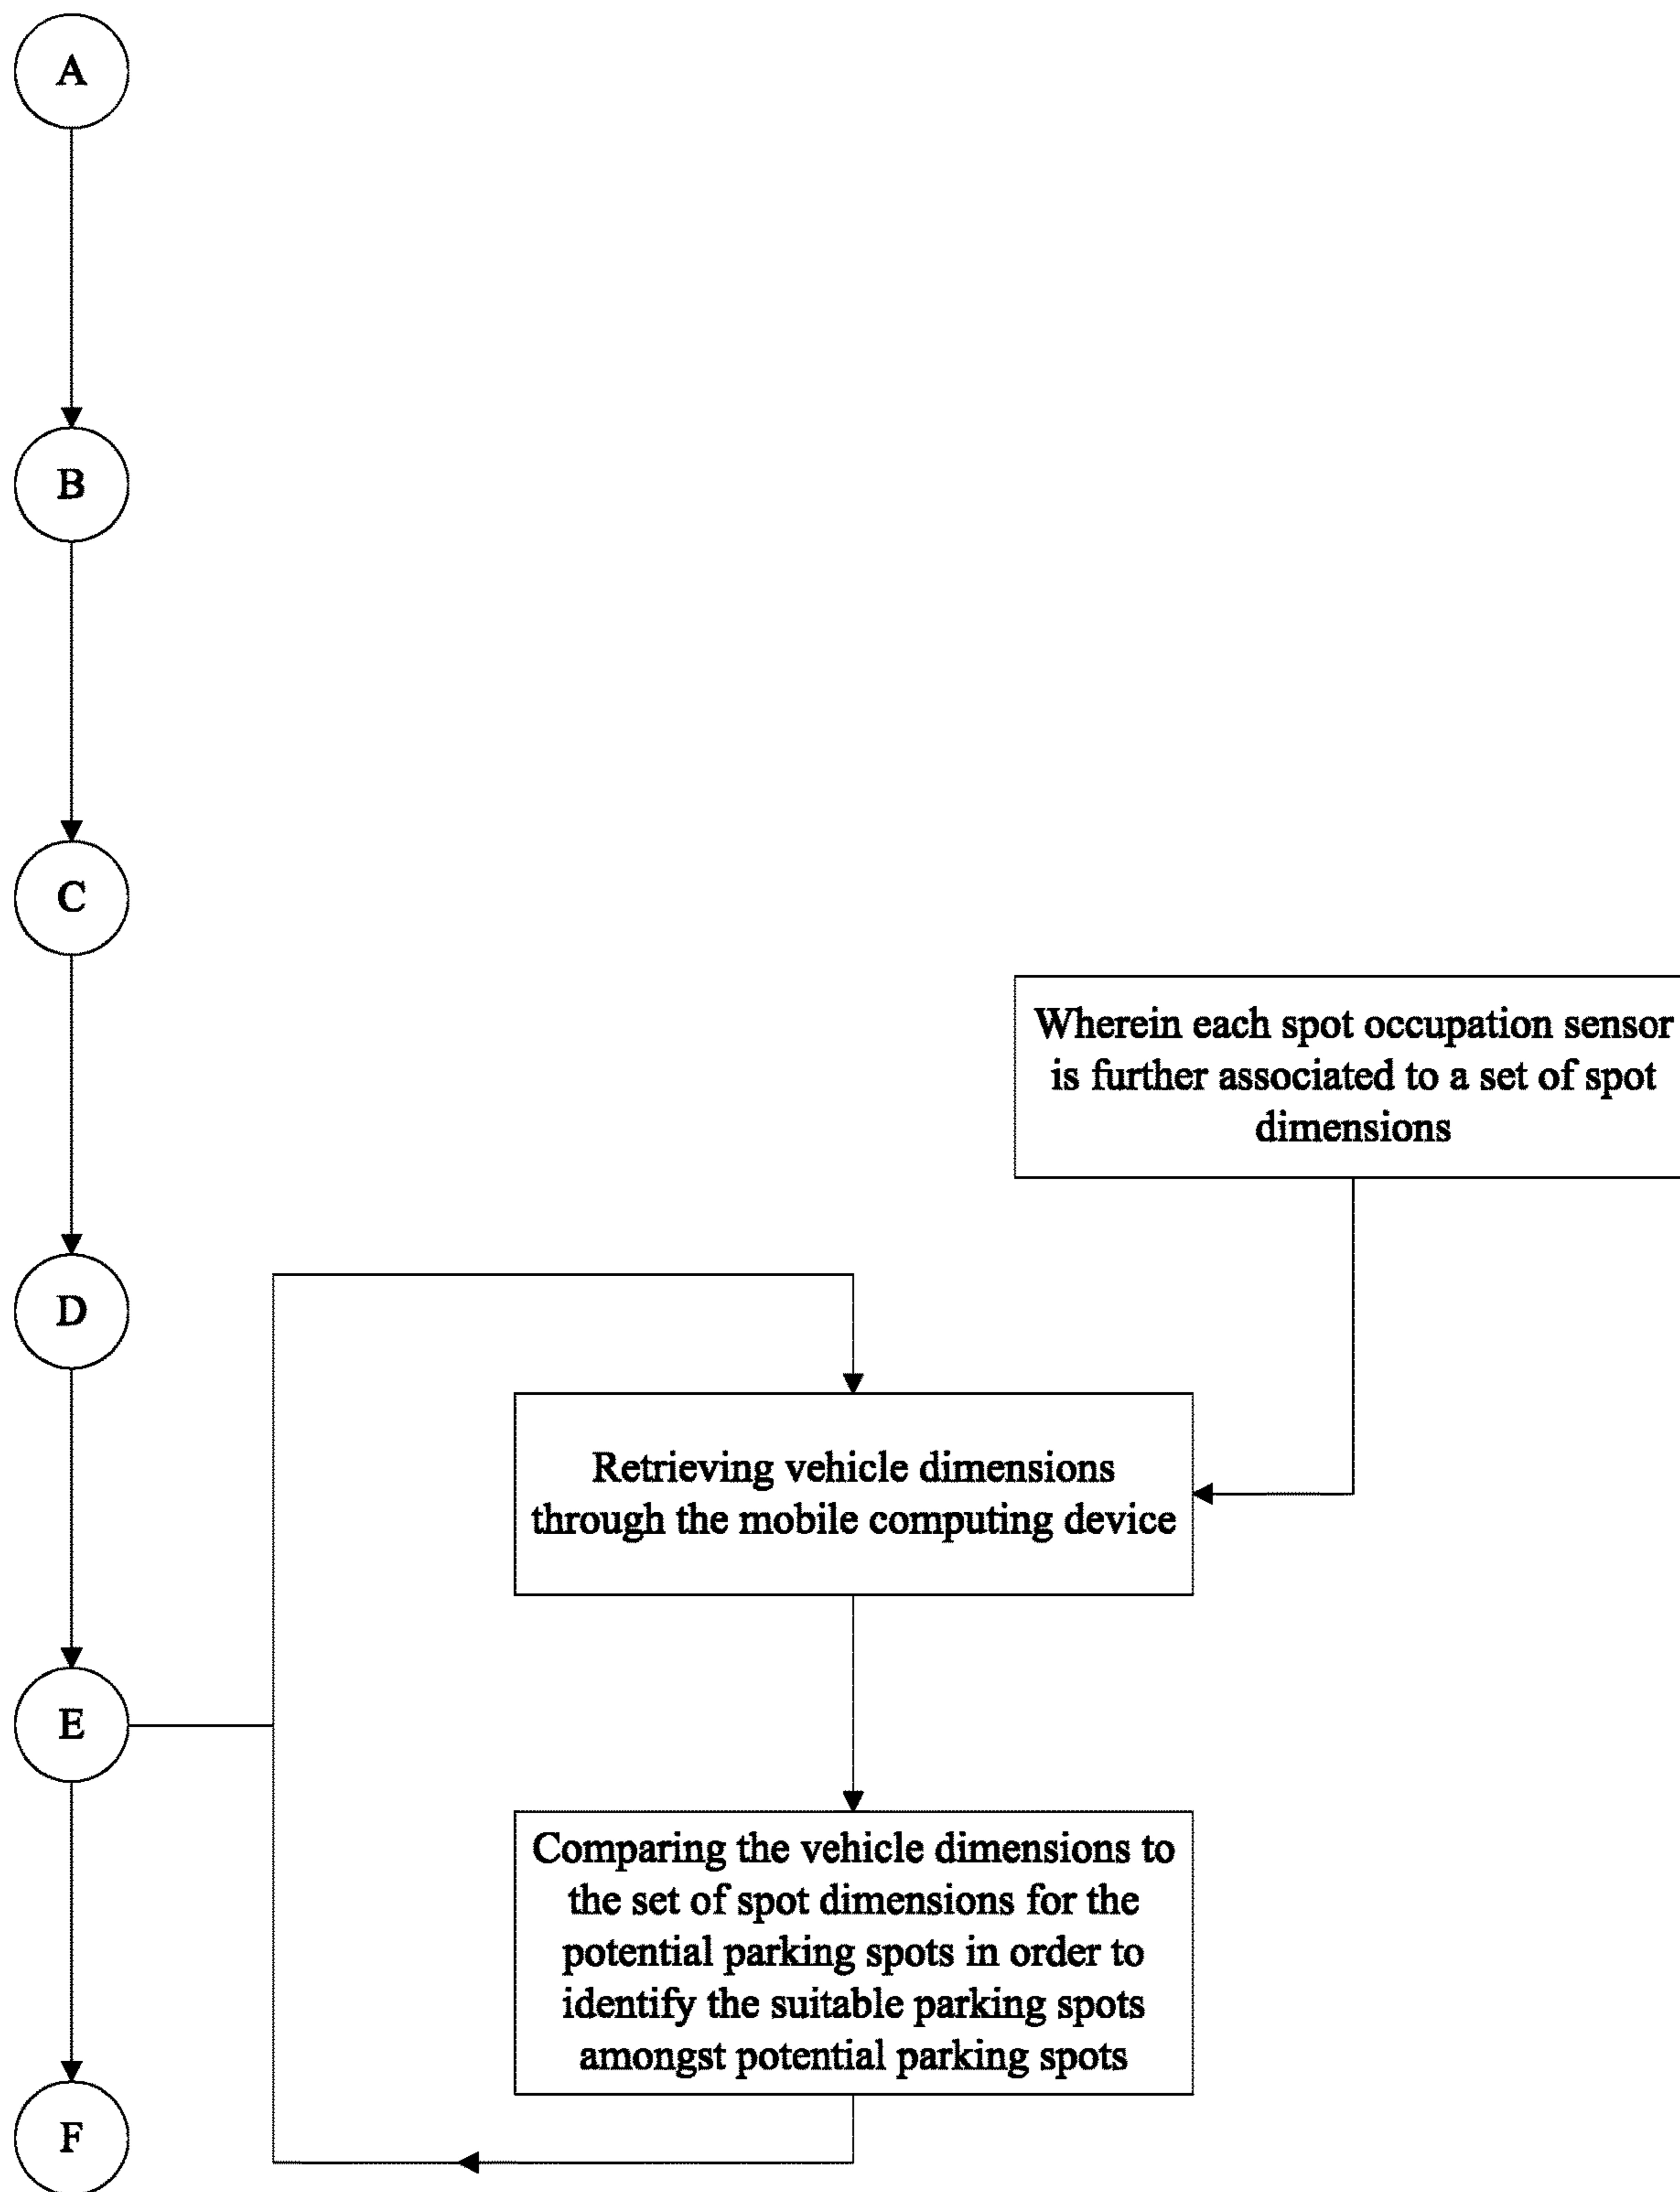 A
B
C
Wherein each spot occupation sensor
is further associated to a set of spot
dimensions
D
Retrieving vehicle dimensions
through the mobile computing device
E
Comparing the vehicle dimensions to
the set of spot dimensions for the
potential parking spots in order to
identify the suitable parking spots
amongst potential parking spots
F